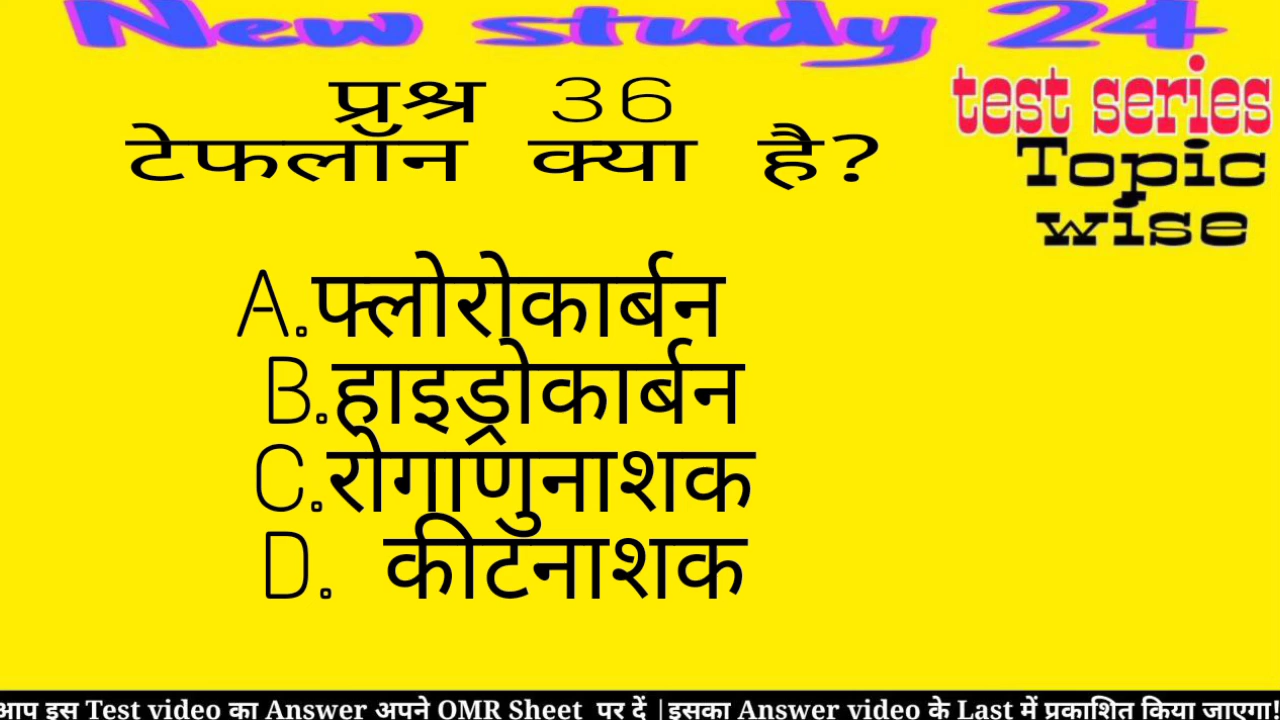 New study 24
test series
Topic
wise
प्रश्न 36
टेफलॉन क्या है?
A.फ्लोरोकार्बन
B.हाइड्रोकार्बन
C.रोगाणुनाशक
D. कीटनाशक
आप इस Test video का Answer अपने OMR Sheet पर दें |इसका Answer video के Last में प्रकाशित किया जाएगा!